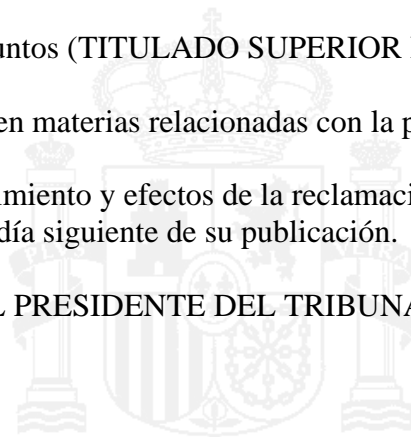 untos (TITULADO SUPERIOR
en materias relacionadas con la p
imiento y efectos de la reclamaci
día siguiente de su publicación.
L PRESIDENTE DEL TRIBUNA